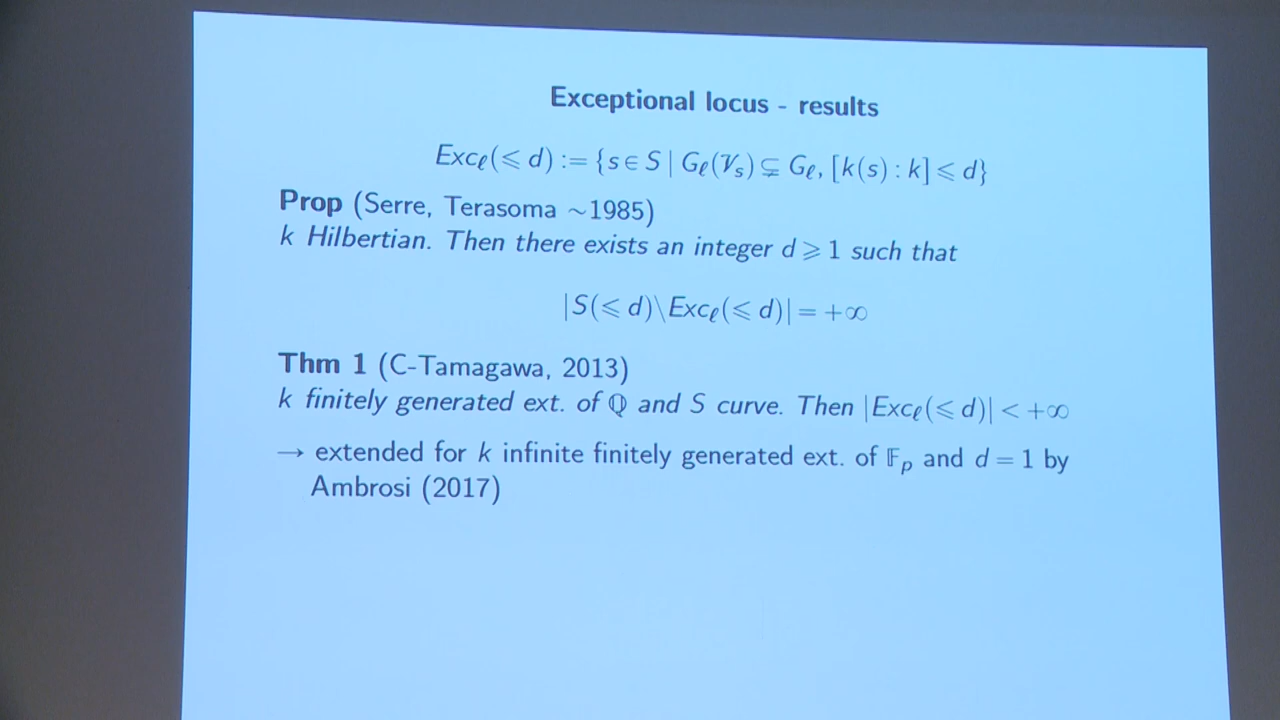 Exceptional locus - results
Excℓ(⩽ d) := {s ∈ S | Gℓ(𝒱s) ⊊ Gℓ, [k(s) : k] ⩽ d}
Prop (Serre, Terasoma ∼1985)
k Hilbertian. Then there exists an integer d ⩾ 1 such that
|S(⩽ d)\Excℓ(⩽ d)| = +∞
Thm 1 (C-Tamagawa, 2013)
k finitely generated ext. of ℚ and S curve. Then |Excℓ(⩽ d)| < +∞
→ extended for k infinite finitely generated ext. of 𝔽p and d = 1 by
Ambrosi (2017)